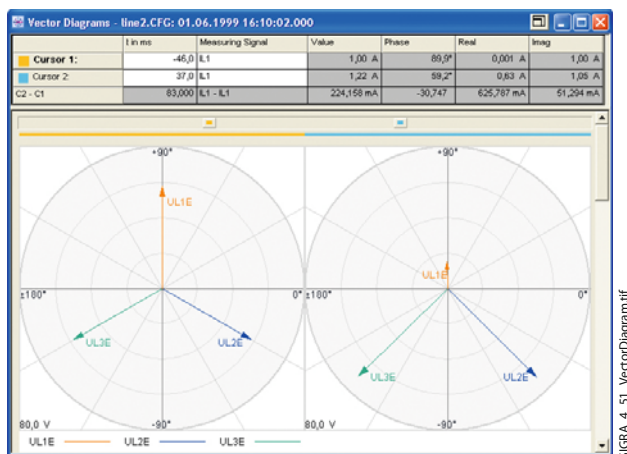 Vector Diagrams - line2.CFG: 01.06.1999 16:10:02.000
t in ms Measuring Signal Value Phase Real Imag
Cursor 1: -46,0 IL1 1,00 A 89,9° 0,001 A 1,00 A
Cursor 2: 37,0 IL1 1,22 A 59,2° 0,63 A 1,05 A
C2 - C1 83,000 IL1 - IL1 224,158 mA -30,747 625,787 mA 51,294 mA
+90° +90°
UL1E
UL1E
±180° 0° ±180° 0°
UL3E UL2E
UL3E UL2E
80,0 V -90° 80,0 V -90°
UL1E UL2E UL3E
SIGRA_4_51_VectorDiagram.tif